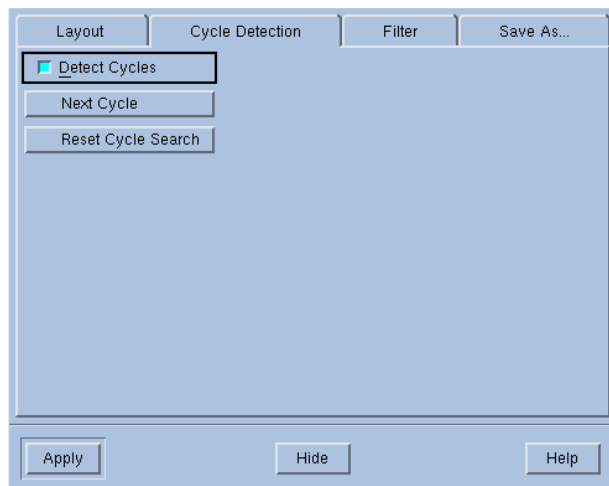 Layout Cycle Detection Filter Save As...
Detect Cycles
Next Cycle
Reset Cycle Search
Apply Hide Help